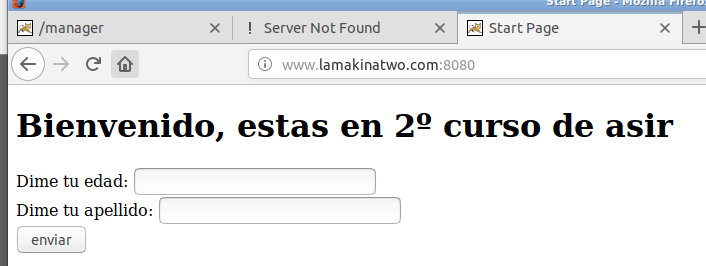 Start Page - Mozilla Firefox
/manager
! Server Not Found
Start Page
www.lamakinatwo.com:8080
Bienvenido, estas en 2º curso de asir
Dime tu edad:
Dime tu apellido:
enviar